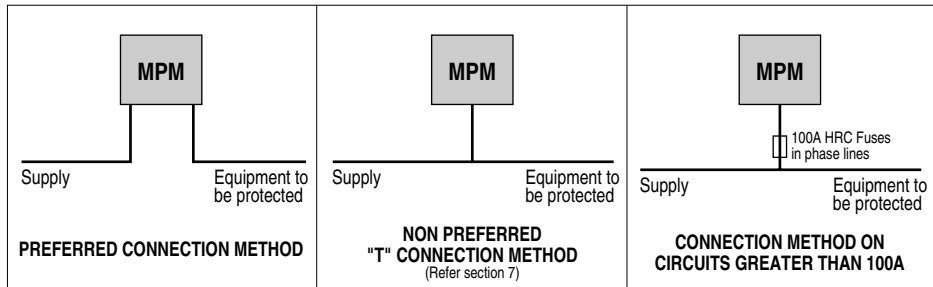 MPM
Supply
Equipment to
be protected
PREFERRED CONNECTION METHOD
MPM
Supply
Equipment to
be protected
NON PREFERRED
"T" CONNECTION METHOD
(Refer section 7)
MPM
100A HRC Fuses
in phase lines
Supply
Equipment to
be protected
CONNECTION METHOD ON
CIRCUITS GREATER THAN 100A